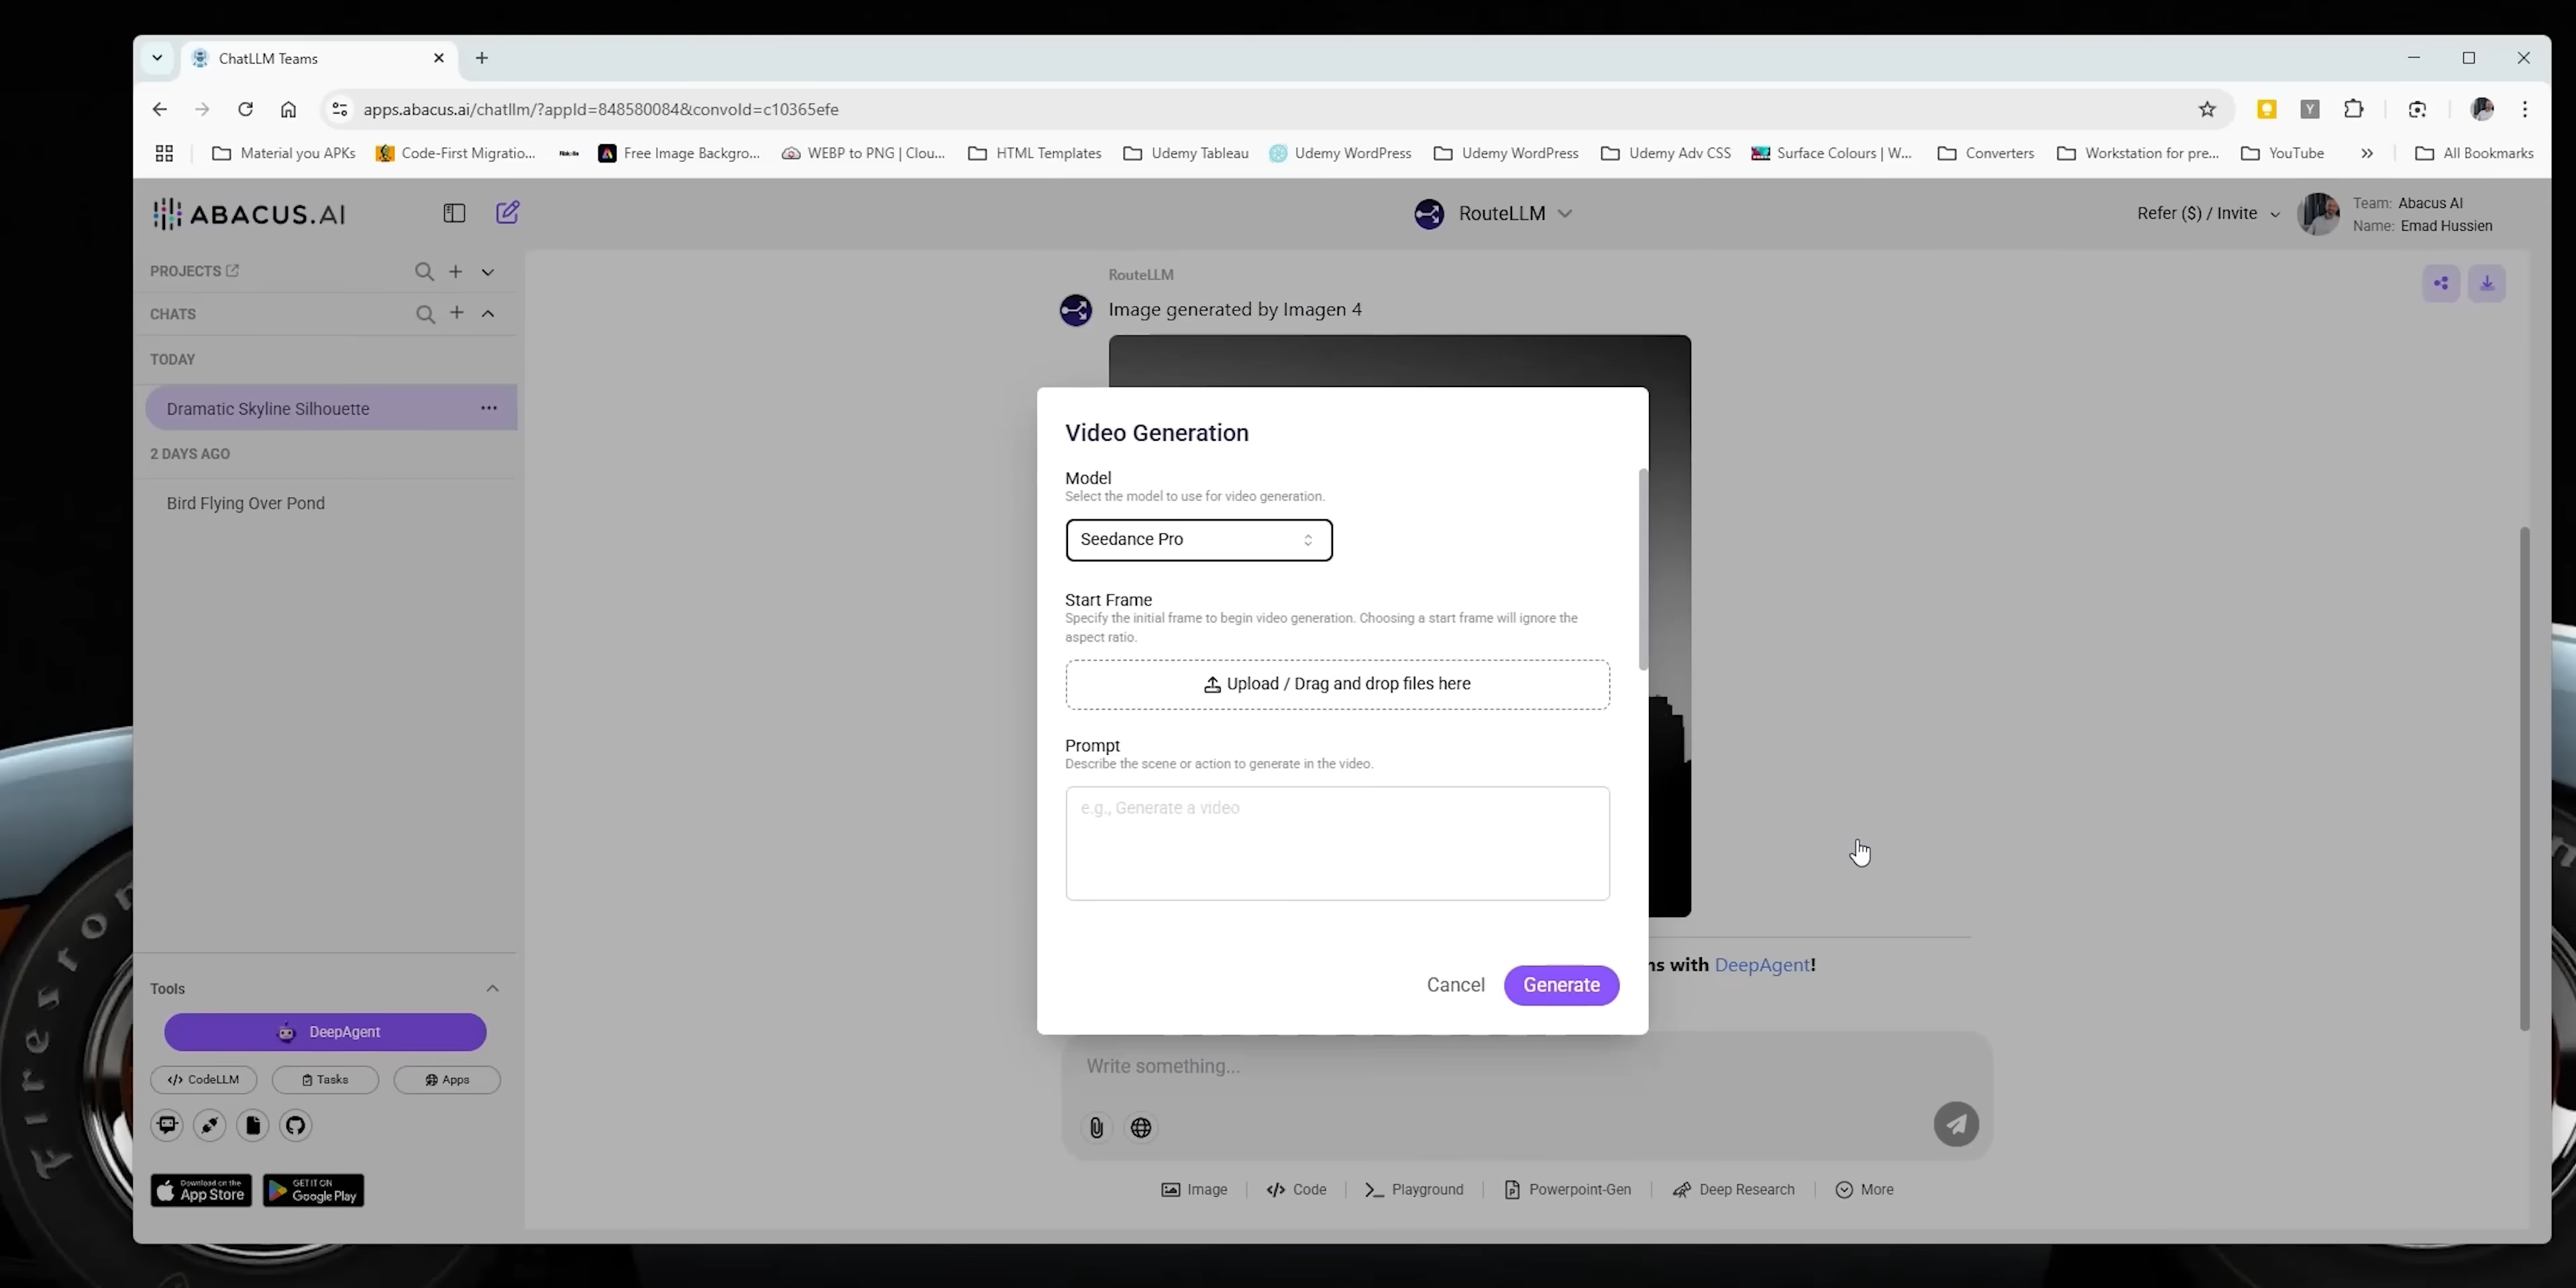 ChatLLM Teams
apps.abacus.ai/chatllm/?appId=848580084&convoId=c10365efe
Material you APKs
Code-First Migratio...
Free Image Backgro...
WEBP to PNG | Clou...
HTML Templates
Udemy Tableau
Udemy WordPress
Udemy WordPress
Udemy Adv CSS
Surface Colours | W...
Converters
Workstation for pre...
YouTube
All Bookmarks
ABACUS.AI
RouteLLM
Refer ($) / Invite
Team: Abacus AI
Name: Emad Hussien
PROJECTS
CHATS
TODAY
Dramatic Skyline Silhouette
2 DAYS AGO
Bird Flying Over Pond
RouteLLM
Image generated by Imagen 4
Video Generation
Model
Select the model to use for video generation.
Seedance Pro
Start Frame
Specify the initial frame to begin video generation. Choosing a start frame will ignore the
aspect ratio.
Upload / Drag and drop files here
Prompt
Describe the scene or action to generate in the video.
e.g., Generate a video
Cancel
Generate
ns with DeepAgent!
Tools
DeepAgent
CodeLLM
Tasks
Apps
Download on the
App Store
GET IT ON
Google Play
Write something...
Image
Code
Playground
Powerpoint-Gen
Deep Research
More